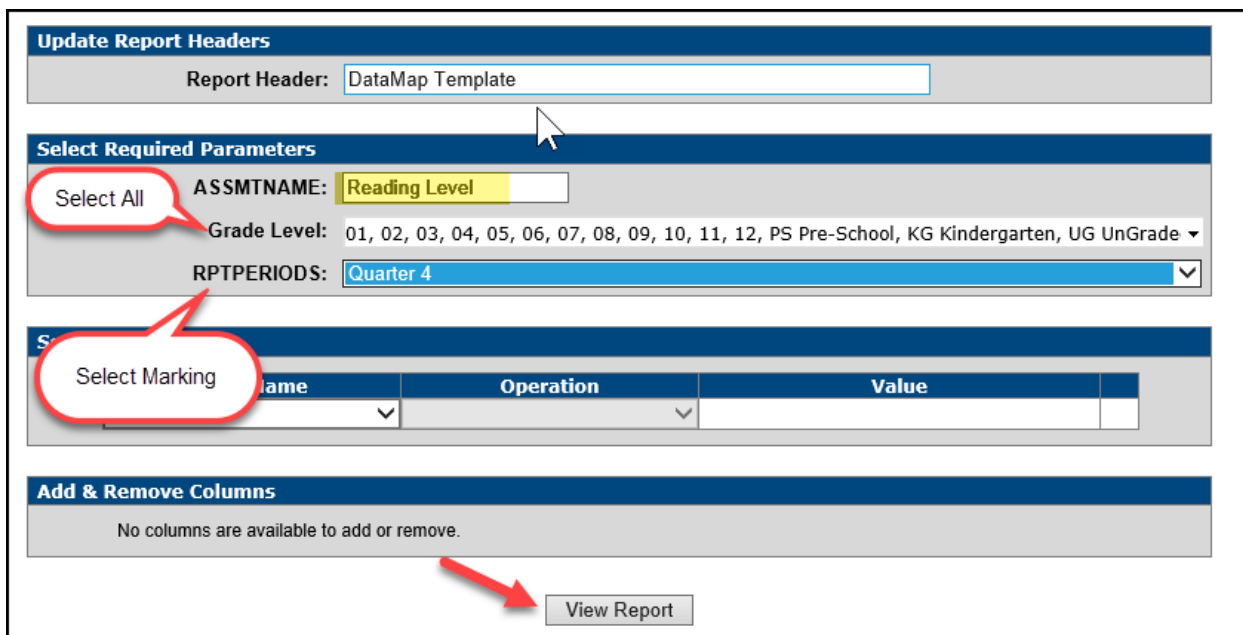 Update Report Headers
Report Header: DataMap Template
Select Required Parameters
Select All
ASSMTNAME: Reading Level
Grade Level: 01, 02, 03, 04, 05, 06, 07, 08, 09, 10, 11, 12, PS Pre-School, KG Kindergarten, UG UnGrade
RPTPERIODS: Quarter 4
Select Marking
Operation Value
Add & Remove Columns
No columns are available to add or remove.
View Report